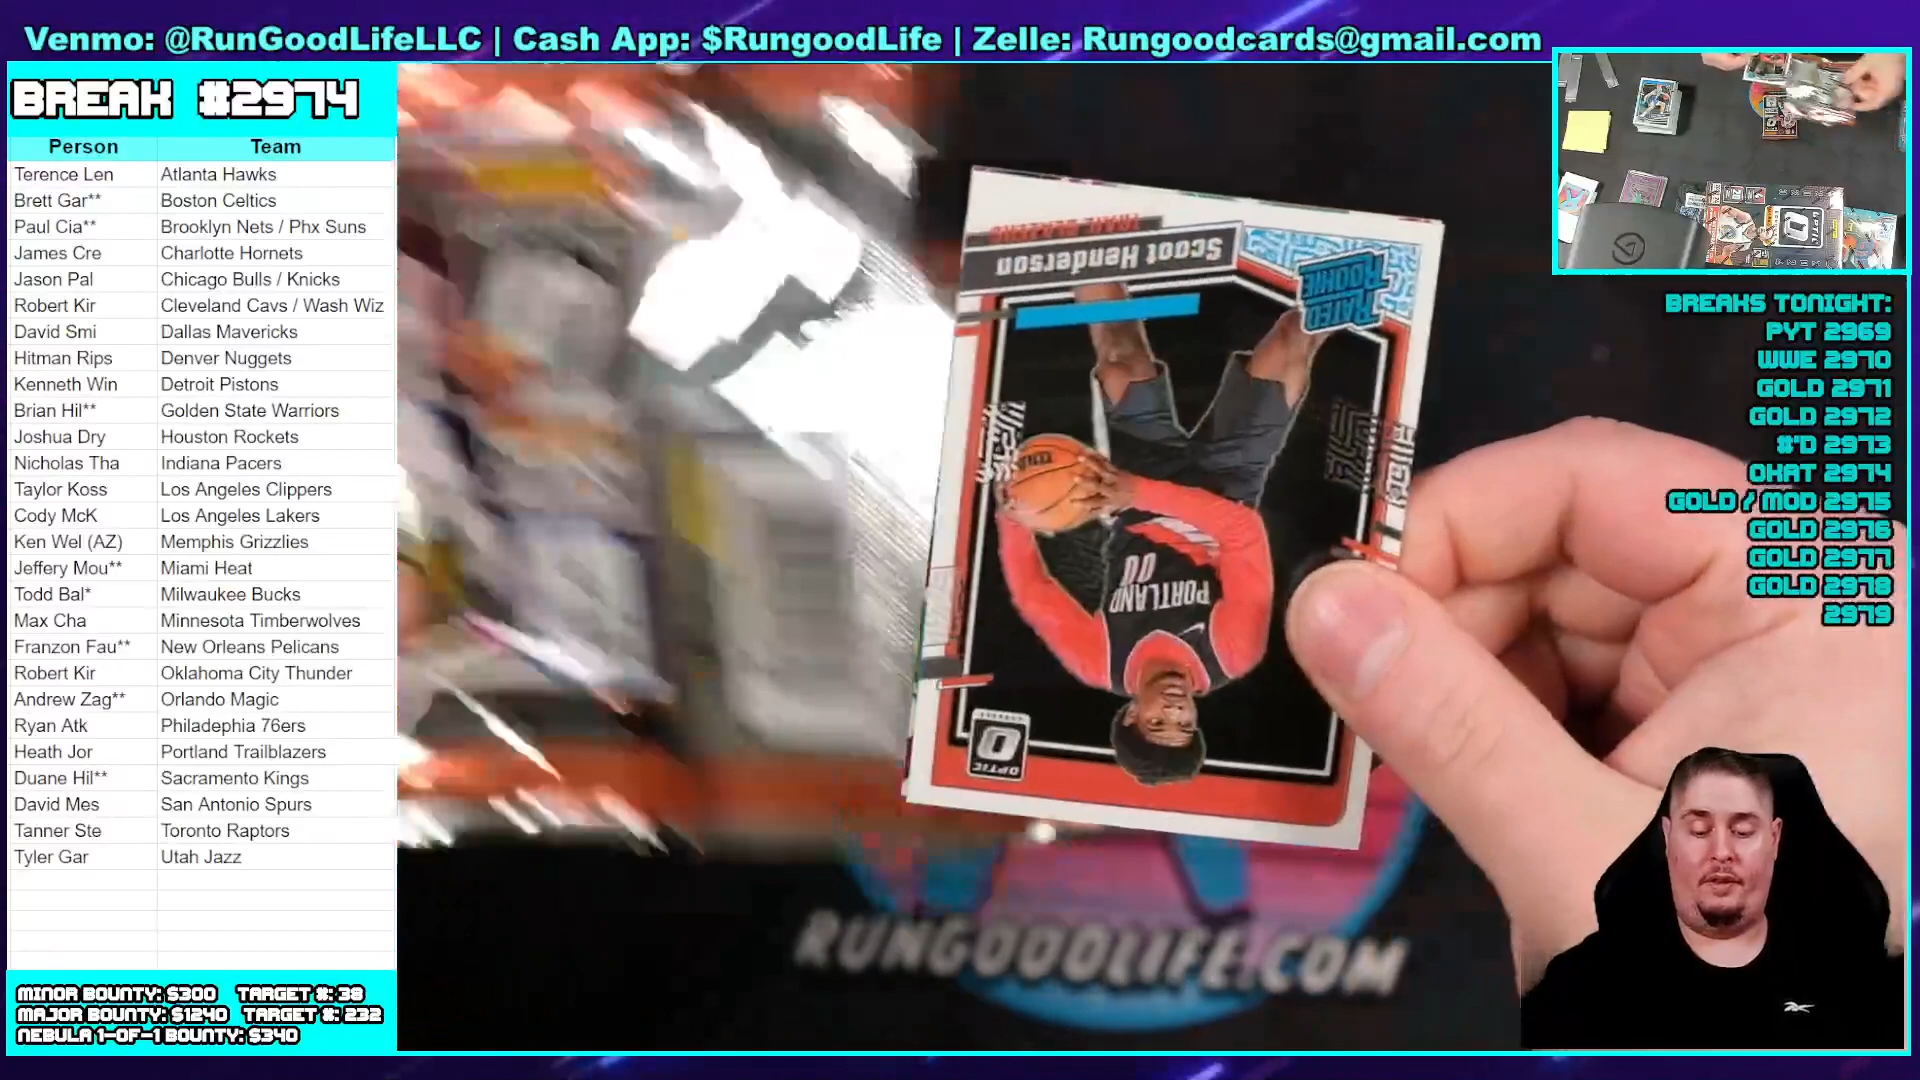 Venmo: @RunGoodLifeLLC | Cash App: $RungoodLife | Zelle: Rungoodcards@gmail.com
BREAK #2974
Person Team
Terence Len Atlanta Hawks
Brett Gar** Boston Celtics
Paul Cia** Brooklyn Nets / Phx Suns
James Cre Charlotte Hornets
Jason Pal Chicago Bulls / Knicks
Robert Kir Cleveland Cavs / Wash Wiz
David Smi Dallas Mavericks
Hitman Rips Denver Nuggets
Kenneth Win Detroit Pistons
Brian Hil** Golden State Warriors
Joshua Dry Houston Rockets
Nicholas Tha Indiana Pacers
Taylor Koss Los Angeles Clippers
Cody McK Los Angeles Lakers
Ken Wel (AZ) Memphis Grizzlies
Jeffery Mou** Miami Heat
Todd Bal* Milwaukee Bucks
Max Cha Minnesota Timberwolves
Franzon Fau** New Orleans Pelicans
Robert Kir Oklahoma City Thunder
Andrew Zag** Orlando Magic
Ryan Atk Philadephia 76ers
Heath Jor Portland Trailblazers
Duane Hil** Sacramento Kings
David Mes San Antonio Spurs
Tanner Ste Toronto Raptors
Tyler Gar Utah Jazz
MINOR BOUNTY: $300 TARGET #: 38
MAJOR BOUNTY: $1240 TARGET #: 232
NEBULA 1-OF-1 BOUNTY: $340
TRAIL BLAZERS
Scoot Henderson
RATED
ROOKIE
PORTLAND
00
OPTIC
RUNGOODLIFE.COM
BREAKS TONIGHT:
PYT 2969
WWE 2970
GOLD 2971
GOLD 2972
#'D 2973
OHAT 2974
GOLD / MOD 2975
GOLD 2976
GOLD 2977
GOLD 2978
2979